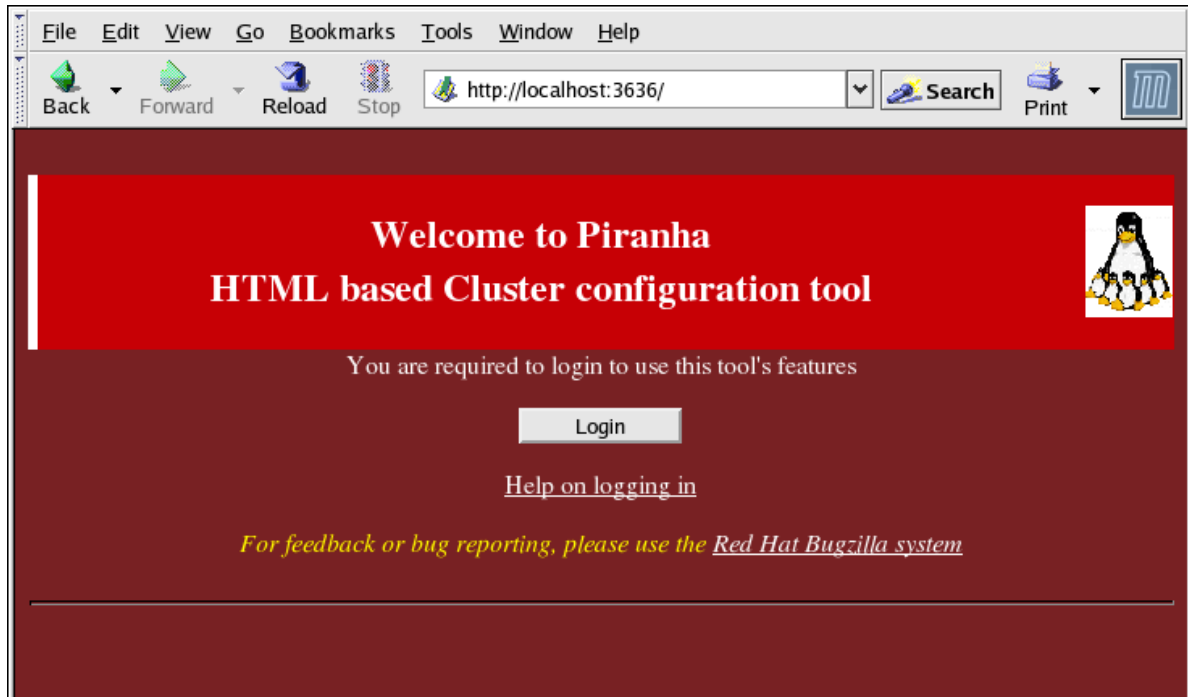 File Edit View Go Bookmarks Tools Window Help
Back Forward Reload Stop http://localhost:3636/ Search Print
Welcome to Piranha
HTML based Cluster configuration tool
You are required to login to use this tool's features
Login
Help on logging in
For feedback or bug reporting, please use the Red Hat Bugzilla system